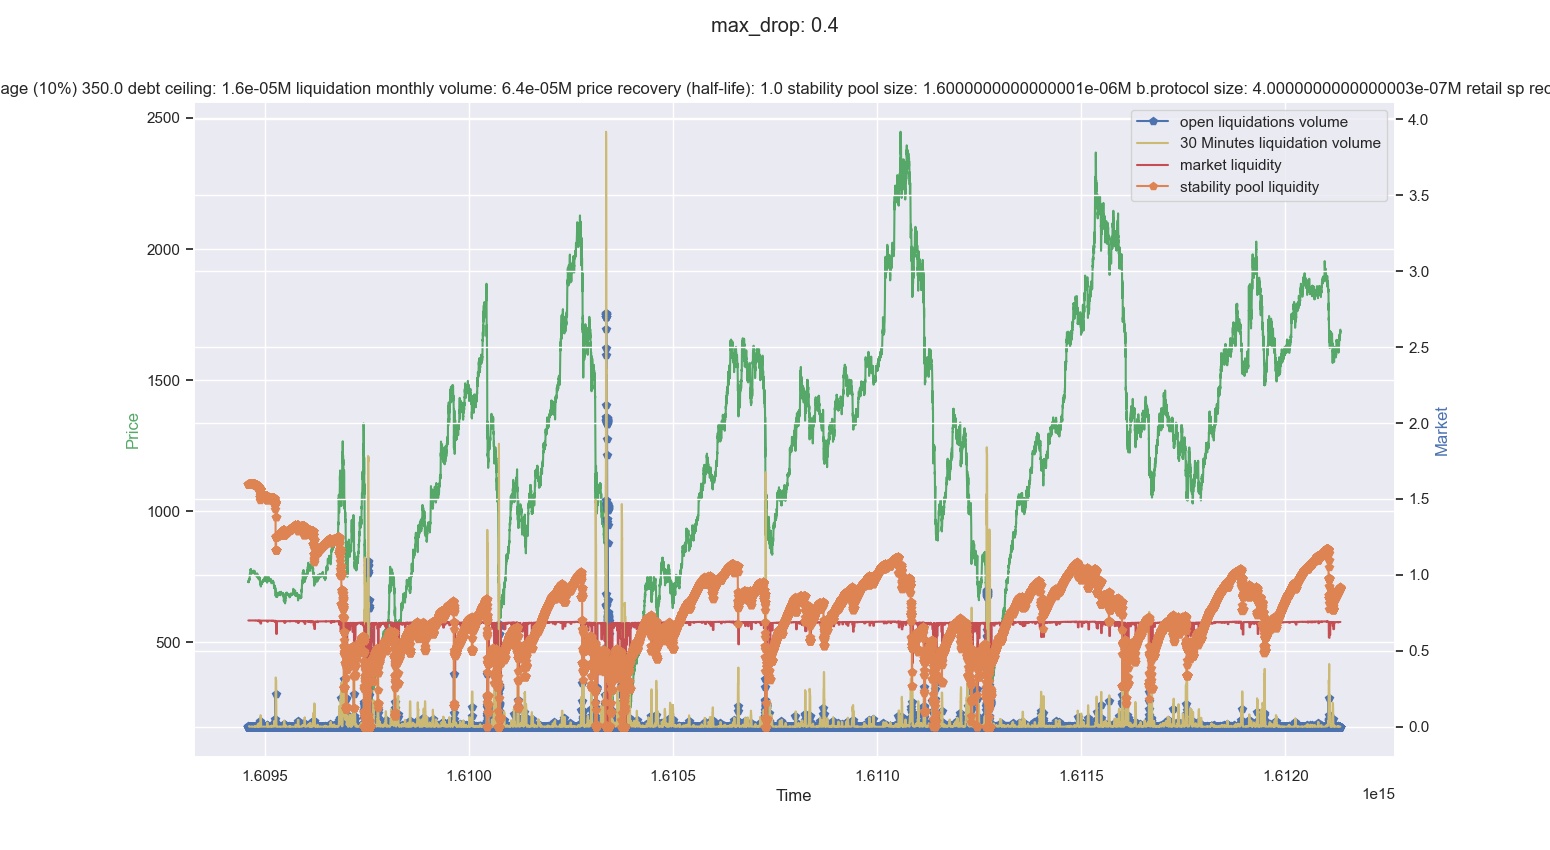 max_drop: 0.4
age (10%) 350.0 debt ceiling: 1.6e-05M liquidation monthly volume: 6.4e-05M price recovery (half-life): 1.0 stability pool size: 1.6000000000000001e-06M b.protocol size: 4.0000000000000003e-07M retail sp rec
open liquidations volume
30 Minutes liquidation volume
market liquidity
stability pool liquidity
2500
2000
1500
1000
500
Price
4.0
3.5
3.0
2.5
2.0
1.5
1.0
0.5
0.0
Market
1.6095 1.6100 1.6105 1.6110 1.6115 1.6120
1e15
Time